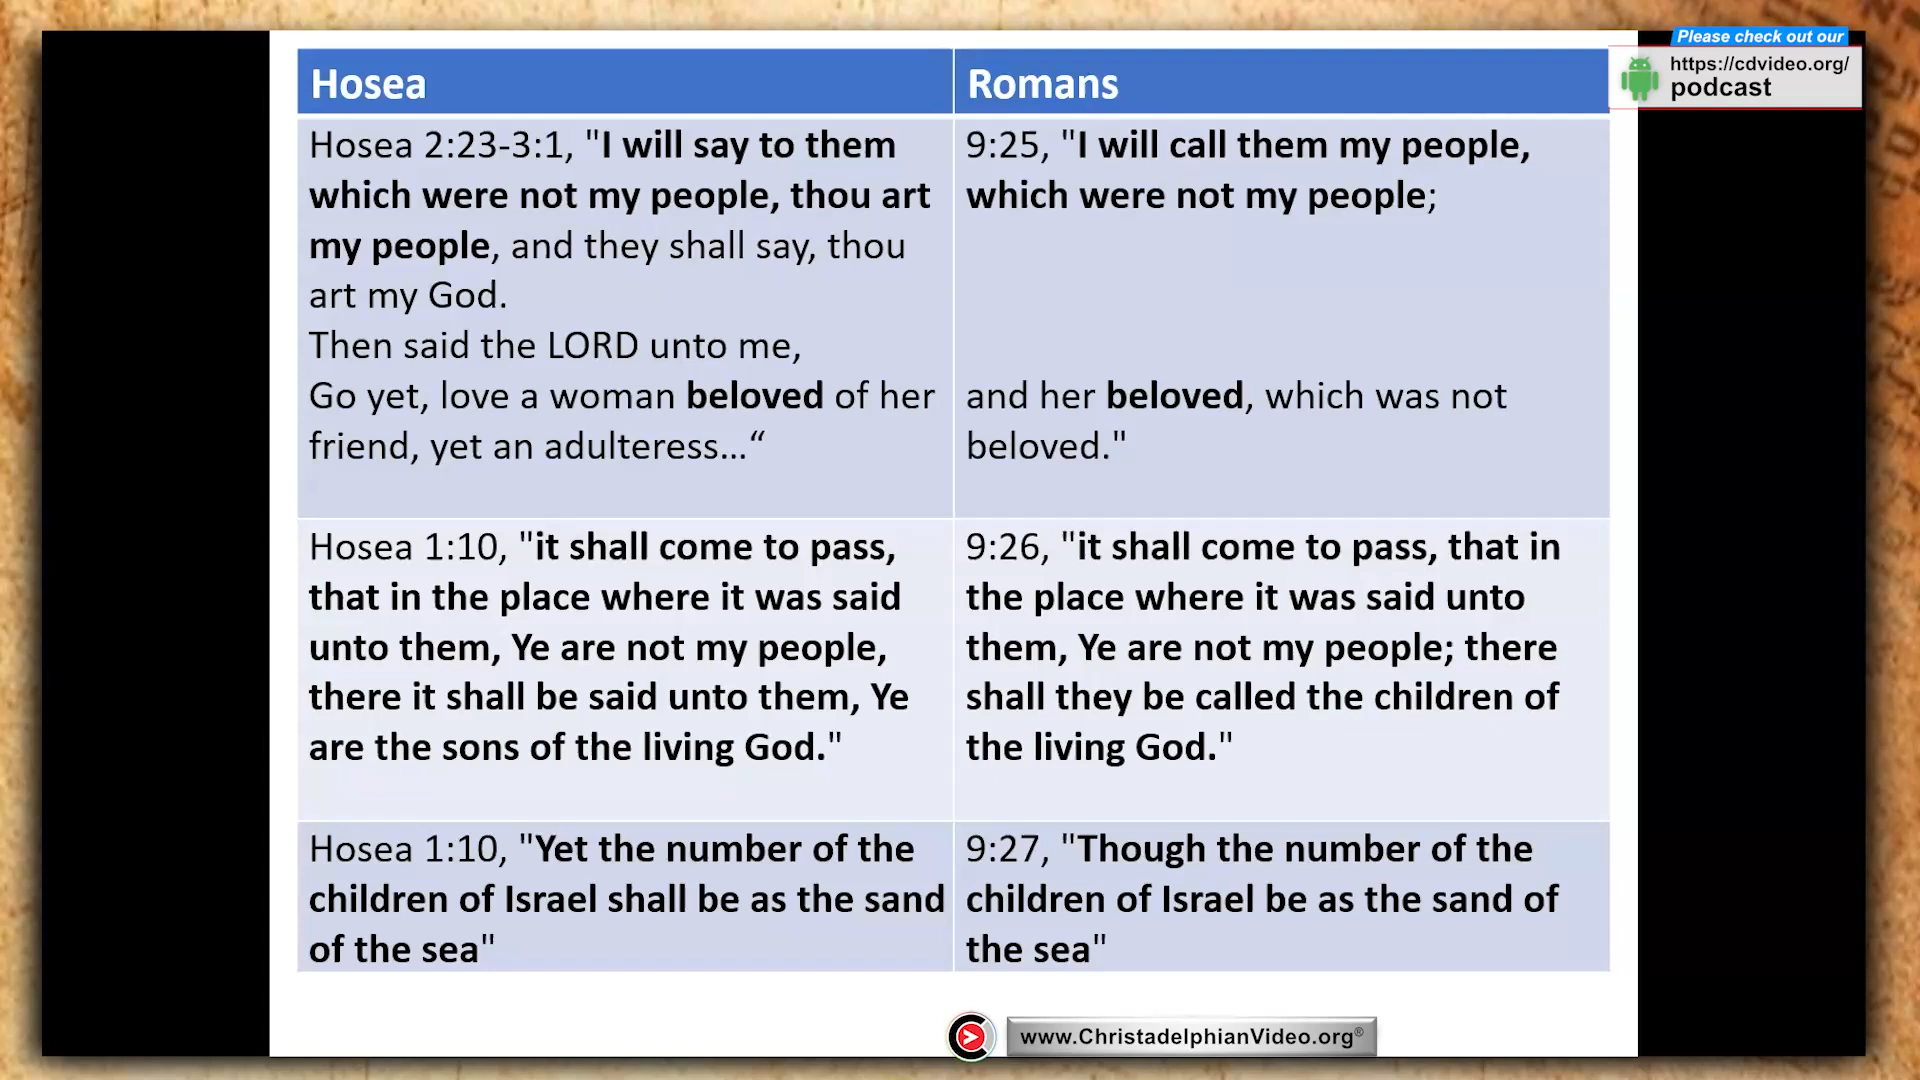 Please check out our
https://cdvideo.org/
podcast
Hosea
Romans
Hosea 2:23-3:1, "I will say to them
which were not my people, thou art
my people, and they shall say, thou
art my God.
Then said the LORD unto me,
Go yet, love a woman beloved of her
friend, yet an adulteress…“
9:25, "I will call them my people,
which were not my people;
and her beloved, which was not
beloved."
Hosea 1:10, "it shall come to pass,
that in the place where it was said
unto them, Ye are not my people,
there it shall be said unto them, Ye
are the sons of the living God."
9:26, "it shall come to pass, that in
the place where it was said unto
them, Ye are not my people; there
shall they be called the children of
the living God."
Hosea 1:10, "Yet the number of the
children of Israel shall be as the sand
of the sea"
9:27, "Though the number of the
children of Israel be as the sand of
the sea"
www.ChristadelphianVideo.org®